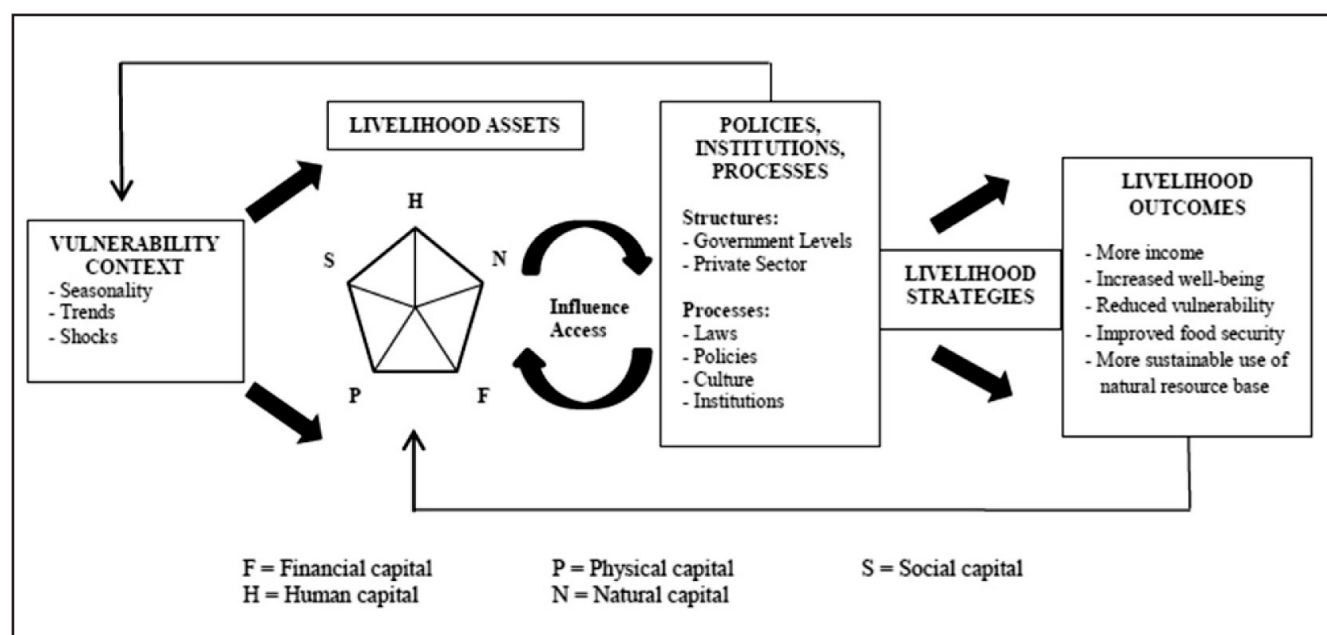 LIVELIHOOD ASSETS
H
S
N
P
F
VULNERABILITY
CONTEXT
- Seasonality
- Trends
- Shocks
Influence
Access
POLICIES,
INSTITUTIONS,
PROCESSES
Structures:
- Government Levels
- Private Sector
Processes:
- Laws
- Policies
- Culture
- Institutions
LIVELIHOOD
STRATEGIES
LIVELIHOOD
OUTCOMES
- More income
- Increased well-being
- Reduced vulnerability
- Improved food security
- More sustainable use of
natural resource base
F = Financial capital
P = Physical capital
S = Social capital
H = Human capital
N = Natural capital